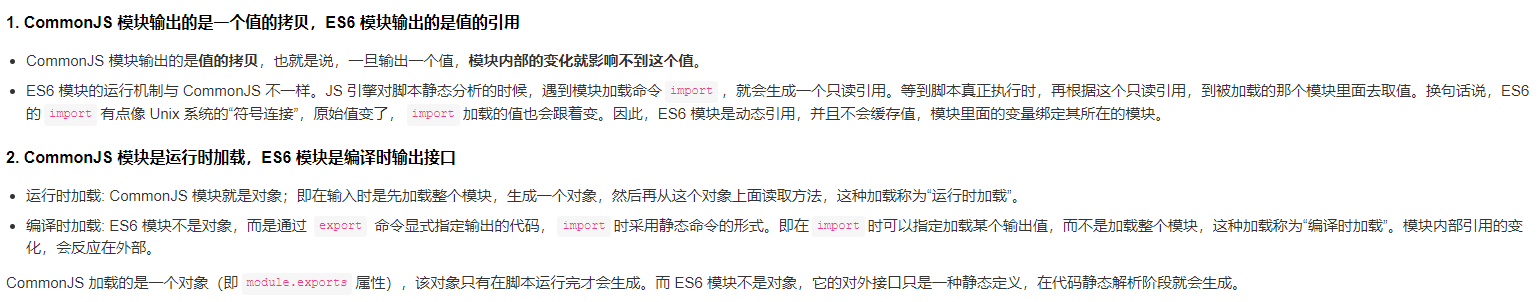 1. CommonJS 模块输出的是一个值的拷贝，ES6 模块输出的是值的引用
• CommonJS 模块输出的是值的拷贝，也就是说，一旦输出一个值，模块内部的变化就影响不到这个值。
• ES6 模块的运行机制与 CommonJS 不一样。JS 引擎对脚本静态分析的时候，遇到模块加载命令 import ，就会生成一个只读引用。等到脚本真正执行时，再根据这个只读引用，到被加载的那个模块里面去取值。换句话说，ES6
的 import 有点像 Unix 系统的“符号连接”，原始值变了， import 加载的值也会跟着变。因此，ES6 模块是动态引用，并且不会缓存值，模块里面的变量绑定其所在的模块。
2. CommonJS 模块是运行时加载，ES6 模块是编译时输出接口
• 运行时加载: CommonJS 模块就是对象；即在输入时是先加载整个模块，生成一个对象，然后再从这个对象上面读取方法，这种加载称为“运行时加载”。
• 编译时加载: ES6 模块不是对象，而是通过 export 命令显式指定输出的代码， import 时采用静态命令的形式。即在 import 时可以指定加载某个输出值，而不是加载整个模块，这种加载称为“编译时加载”。模块内部引用的变
化，会反应在外部。
CommonJS 加载的是一个对象（即 module.exports 属性），该对象只有在脚本运行完才会生成。而 ES6 模块不是对象，它的对外接口只是一种静态定义，在代码静态解析阶段就会生成。